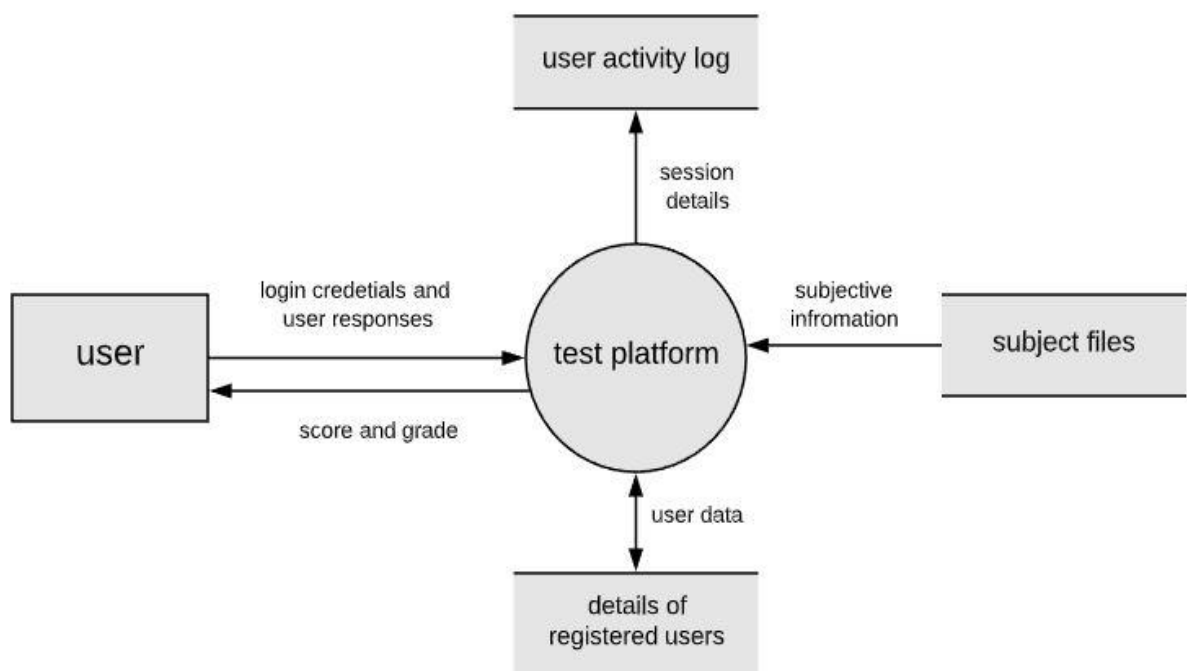 user activity log
session
details
login credetials and
user responses
subjective
infromation
user
test platform
subject files
score and grade
user data
details of
registered users